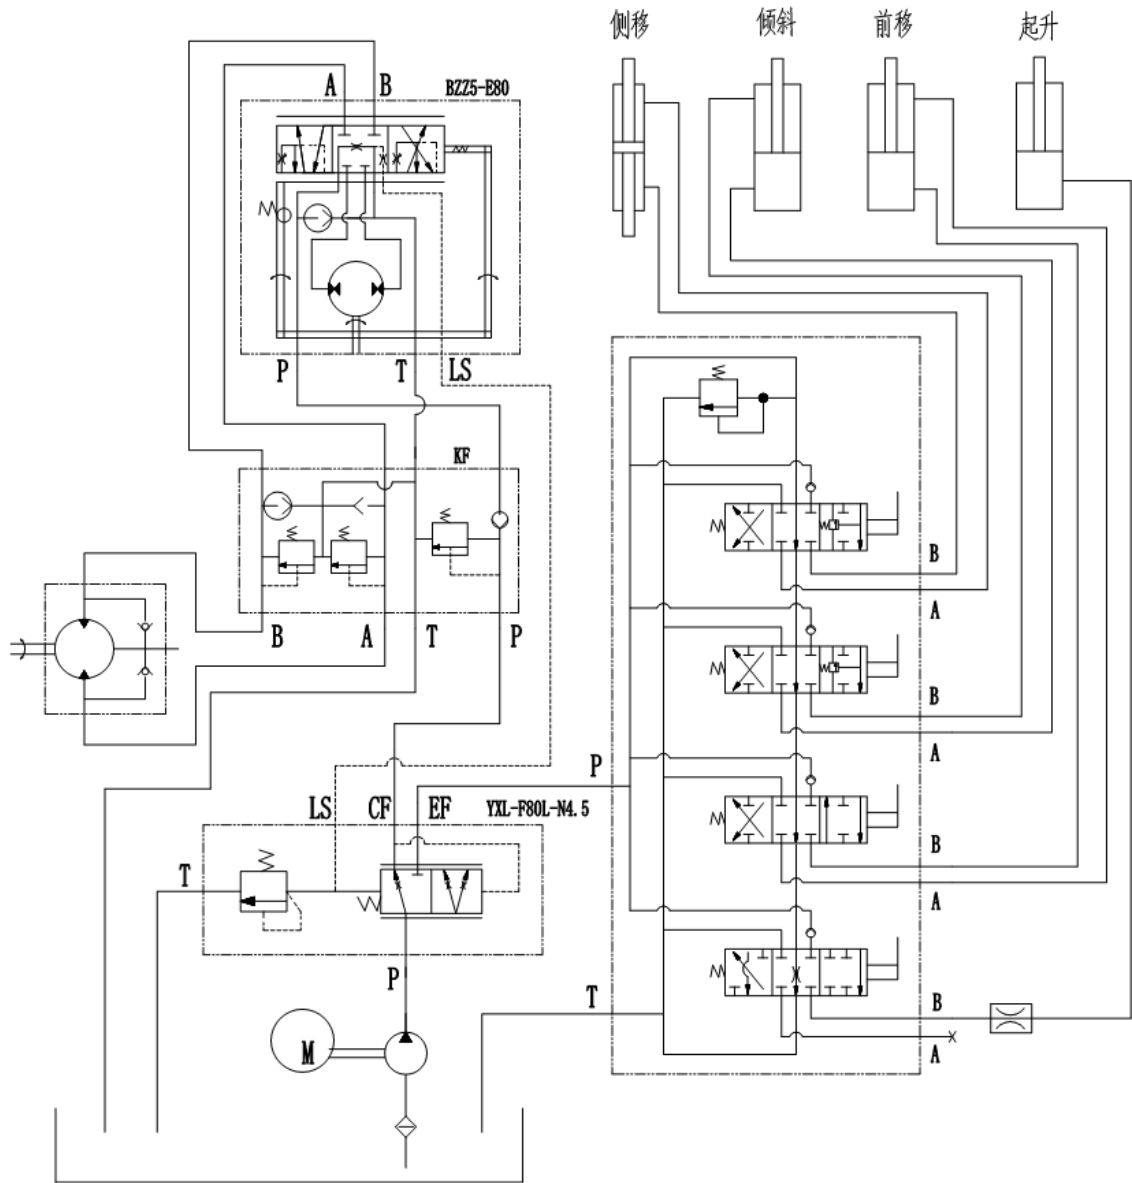 侧移 倾斜 前移 起升
A B BZZ5-E80
P T LS
KF
B
B A T P
A
B
P A
LS CF EF YXL-F80L-N4.5
B
T A
P
T B
M A